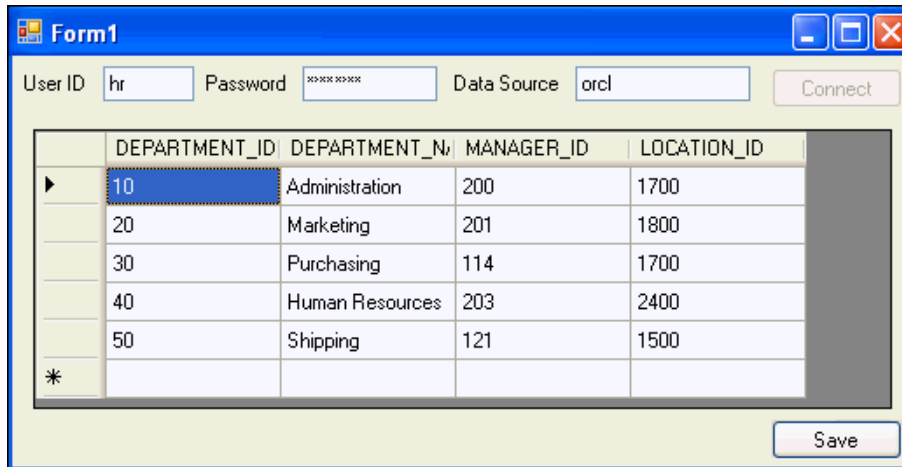 Form1
User ID hr Password ******** Data Source orcl Connect
DEPARTMENT_ID DEPARTMENT_NA MANAGER_ID LOCATION_ID
10 Administration 200 1700
20 Marketing 201 1800
30 Purchasing 114 1700
40 Human Resources 203 2400
50 Shipping 121 1500
*
Save